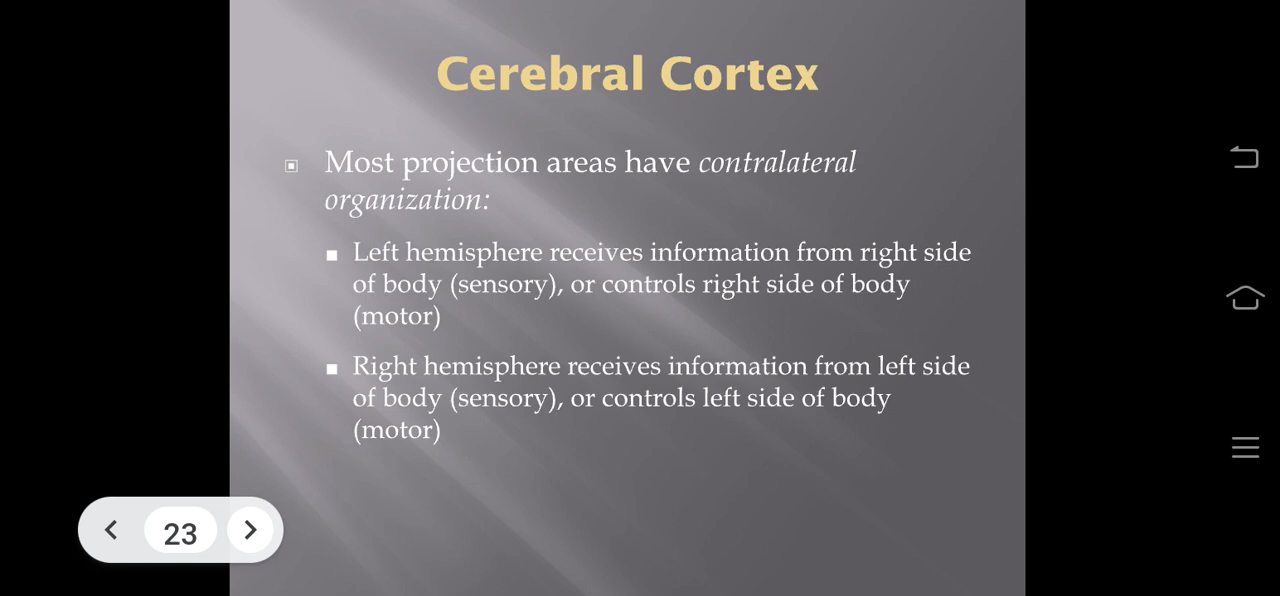 Cerebral Cortex
Most projection areas have contralateral
organization:
Left hemisphere receives information from right side
of body (sensory), or controls right side of body
(motor)
Right hemisphere receives information from left side
of body (sensory), or controls left side of body
(motor)
23